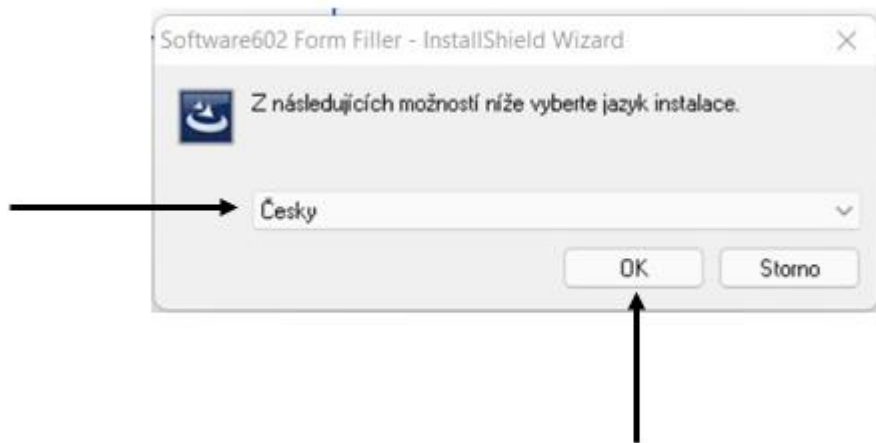 Software602 Form Filler - InstallShield Wizard
Z následujících možností níže vyberte jazyk instalace.
Česky
OK
Storno